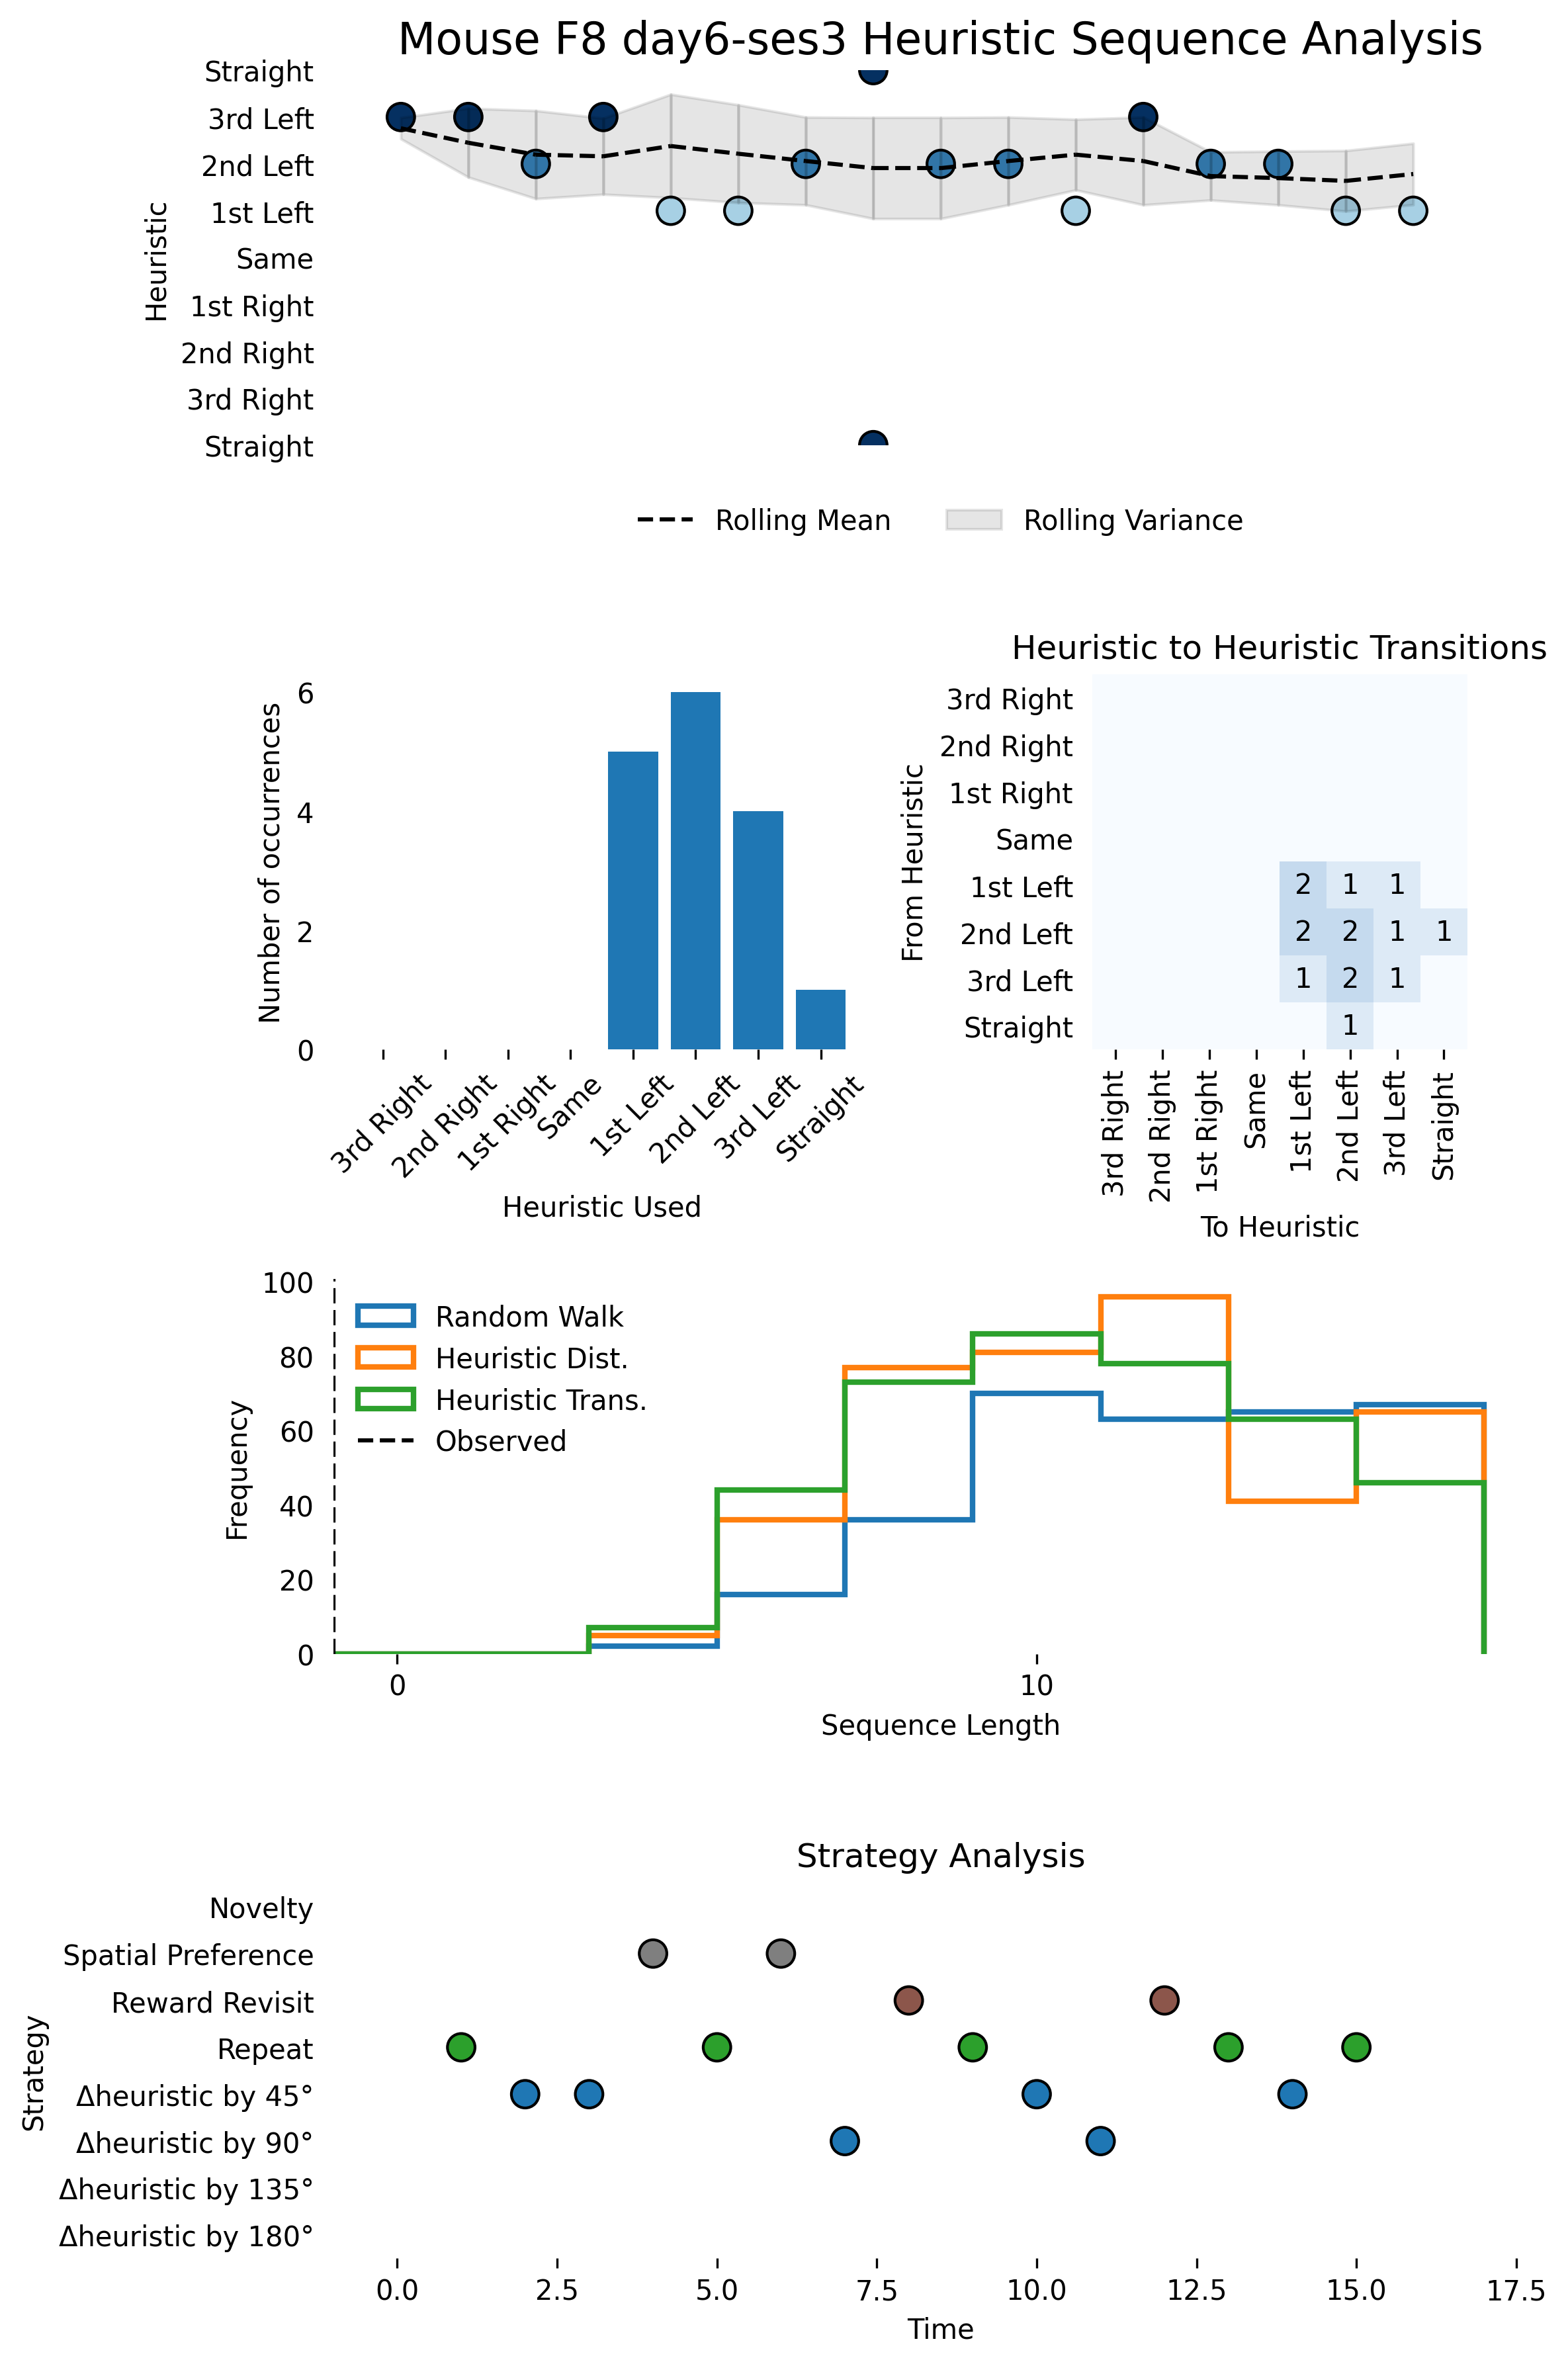 Mouse F8 day6-ses3 Heuristic Sequence Analysis
Heuristic
Straight
3rd Left
2nd Left
1st Left
Same
1st Right
2nd Right
3rd Right
Straight
Rolling Mean
Rolling Variance
Number of occurrences
6
4
2
0
3rd Right
2nd Right
1st Right
Same
1st Left
2nd Left
3rd Left
Straight
Heuristic Used
Heuristic to Heuristic Transitions
From Heuristic
3rd Right
2nd Right
1st Right
Same
1st Left
2nd Left
3rd Left
Straight
2 1 1
2 2 1 1
1 2 1
1
3rd Right
2nd Right
1st Right
Same
1st Left
2nd Left
3rd Left
Straight
To Heuristic
Frequency
100
80
60
40
20
0
Random Walk
Heuristic Dist.
Heuristic Trans.
Observed
0 10
Sequence Length
Strategy Analysis
Strategy
Novelty
Spatial Preference
Reward Revisit
Repeat
Δheuristic by 45°
Δheuristic by 90°
Δheuristic by 135°
Δheuristic by 180°
0.0 2.5 5.0 7.5 10.0 12.5 15.0 17.5
Time